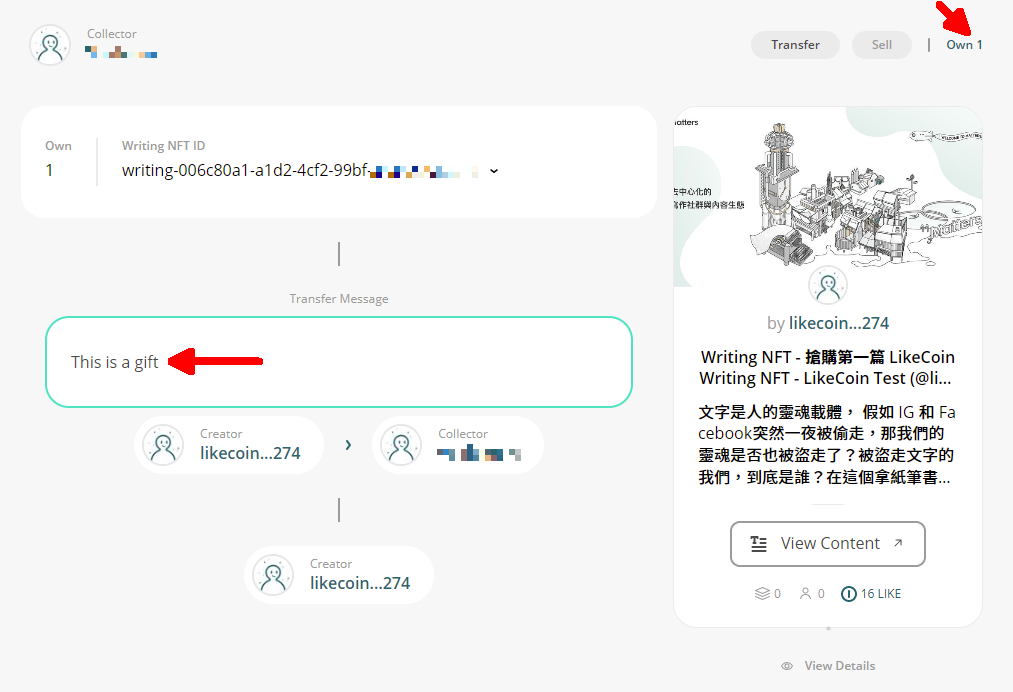 Collector
Transfer
Sell
Own 1
Own
1
Writing NFT ID
writing-006c80a1-a1d2-4cf2-99bf-
Transfer Message
This is a gift
Creator
likecoin...274
Collector
Creator
likecoin...274
atters
WELCOME TO MATTERS
去中心化的
寫作社群與內容生態
Matters
by likecoin...274
Writing NFT - 搶購第一篇 LikeCoin
Writing NFT - LikeCoin Test (@li...
文字是人的靈魂載體， 假如 IG 和 Fa
cebook突然一夜被偷走，那我們的
靈魂是否也被盜走了？被盜走文字的
我們，到底是誰？在這個拿紙筆書...
View Content
0
0
16 LIKE
View Details